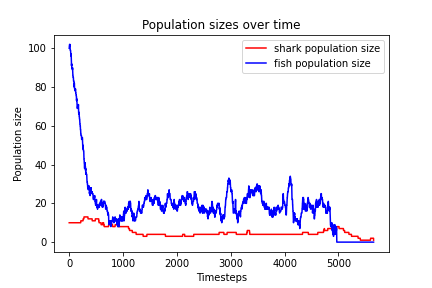 Population sizes over time
shark population size
fish population size
Population size
100
80
60
40
20
0
0 1000 2000 3000 4000 5000
Timesteps